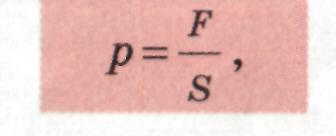 p = F/S,